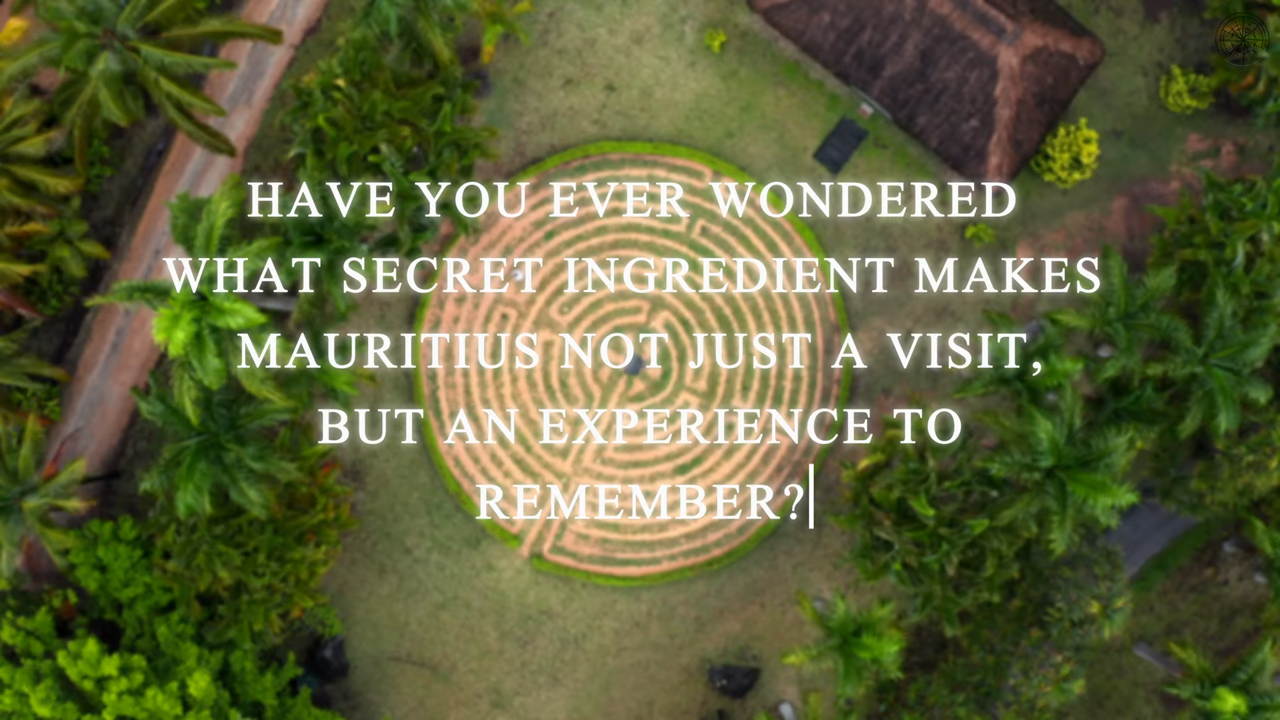 HAVE YOU EVER WONDERED
WHAT SECRET INGREDIENT MAKES
MAURITIUS NOT JUST A VISIT,
BUT AN EXPERIENCE TO
REMEMBER?